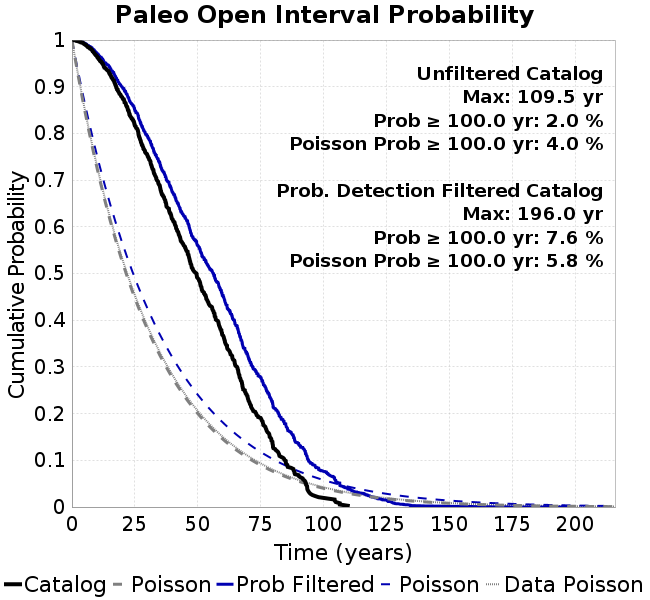 Paleo Open Interval Probability
Cumulative Probability
1
0.9
0.8
0.7
0.6
0.5
0.4
0.3
0.2
0.1
0
Unfiltered Catalog
Max: 109.5 yr
Prob ≥ 100.0 yr: 2.0 %
Poisson Prob ≥ 100.0 yr: 4.0 %
Prob. Detection Filtered Catalog
Max: 196.0 yr
Prob ≥ 100.0 yr: 7.6 %
Poisson Prob ≥ 100.0 yr: 5.8 %
0 25 50 75 100 125 150 175 200
Time (years)
Catalog Poisson Prob Filtered Poisson Data Poisson